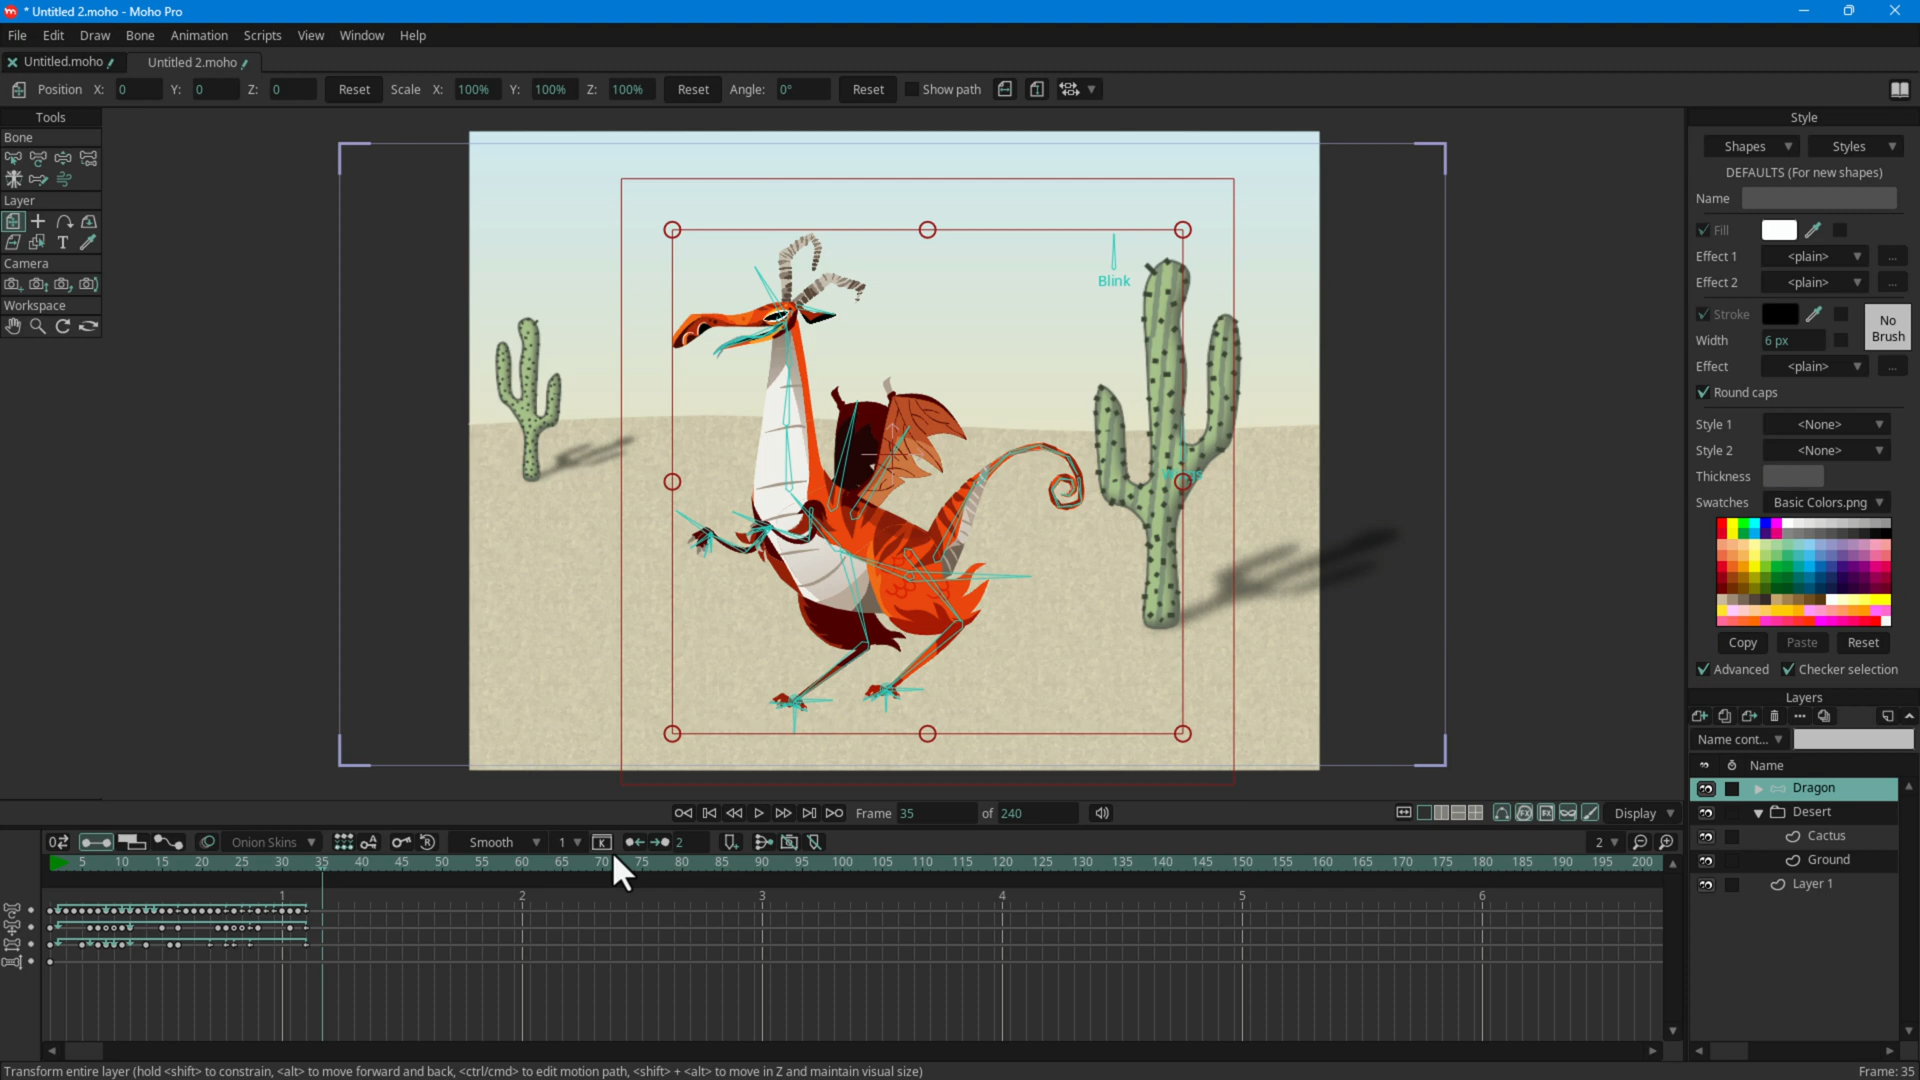 * Untitled 2.moho - Moho Pro
File Edit Draw Bone Animation Scripts View Window Help
Untitled.moho Untitled 2.moho
Position X: 0 Y: 0 Z: 0 Reset Scale X: 100% Y: 100% Z: 100% Reset Angle: 0° Reset Show path
Tools
Bone
Layer
Camera
Workspace
Blink
Wings
Style
Shapes Styles
DEFAULTS (For new shapes)
Name
Fill
Effect 1 <plain> ...
Effect 2 <plain> ...
Stroke
No Brush
Width 6 px
Effect <plain> ...
Round caps
Style 1 <None>
Style 2 <None>
Thickness
Swatches Basic Colors.png
Copy Paste Reset
Advanced Checker selection
Layers
Name cont...
Name
Dragon
Desert
Cactus
Ground
Layer 1
Frame 35 of 240 Display
Onion Skins Smooth 1 2 2
5 10 15 20 25 30 35 40 45 50 55 60 65 70 75 80 85 90 95 100 105 110 115 120 125 130 135 140 145 150 155 160 165 170 175 180 185 190 195 200
1 2 3 4 5 6
Transform entire layer (hold <shift> to constrain, <alt> to move forward and back, <ctrl/cmd> to edit motion path, <shift> + <alt> to move in Z and maintain visual size)
Frame: 35